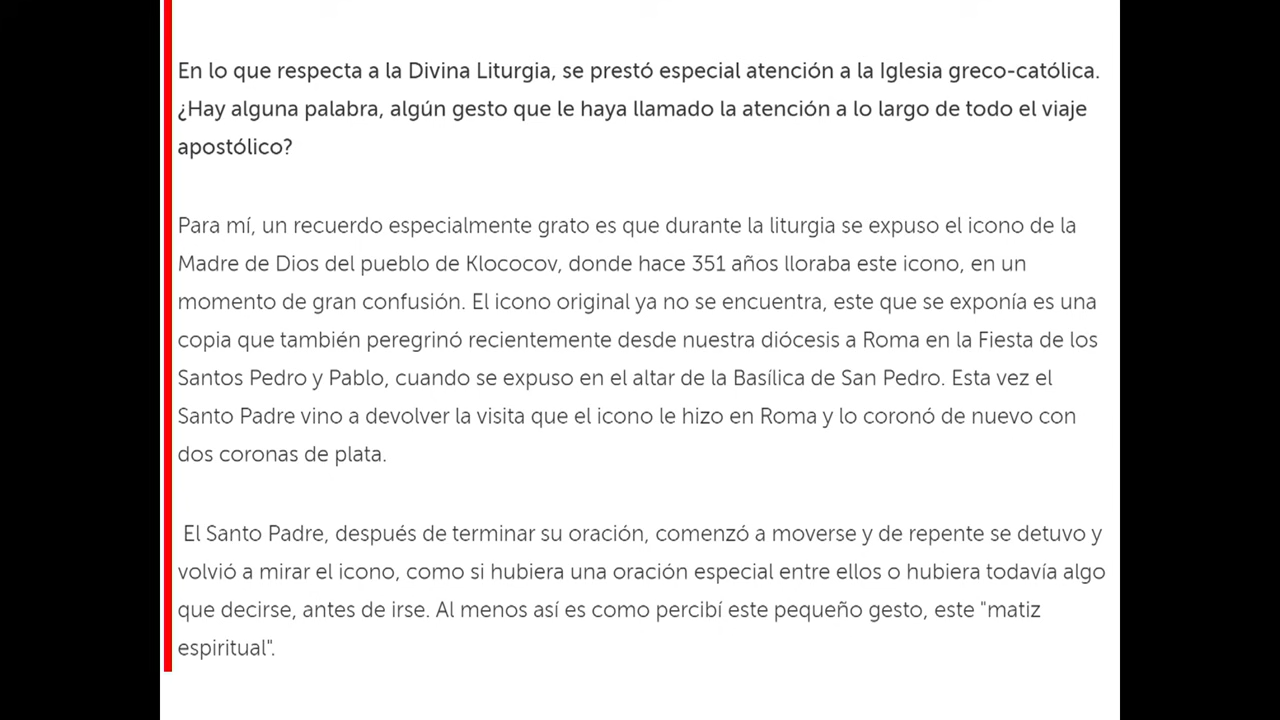 En lo que respecta a la Divina Liturgia, se prestó especial atención a la Iglesia greco-católica.
¿Hay alguna palabra, algún gesto que le haya llamado la atención a lo largo de todo el viaje
apostólico?
Para mí, un recuerdo especialmente grato es que durante la liturgia se expuso el icono de la
Madre de Dios del pueblo de Klococov, donde hace 351 años lloraba este icono, en un
momento de gran confusión. El icono original ya no se encuentra, este que se exponía es una
copia que también peregrinó recientemente desde nuestra diócesis a Roma en la Fiesta de los
Santos Pedro y Pablo, cuando se expuso en el altar de la Basílica de San Pedro. Esta vez el
Santo Padre vino a devolver la visita que el icono le hizo en Roma y lo coronó de nuevo con
dos coronas de plata.
El Santo Padre, después de terminar su oración, comenzó a moverse y de repente se detuvo y
volvió a mirar el icono, como si hubiera una oración especial entre ellos o hubiera todavía algo
que decirse, antes de irse. Al menos así es como percibí este pequeño gesto, este "matiz
espiritual".